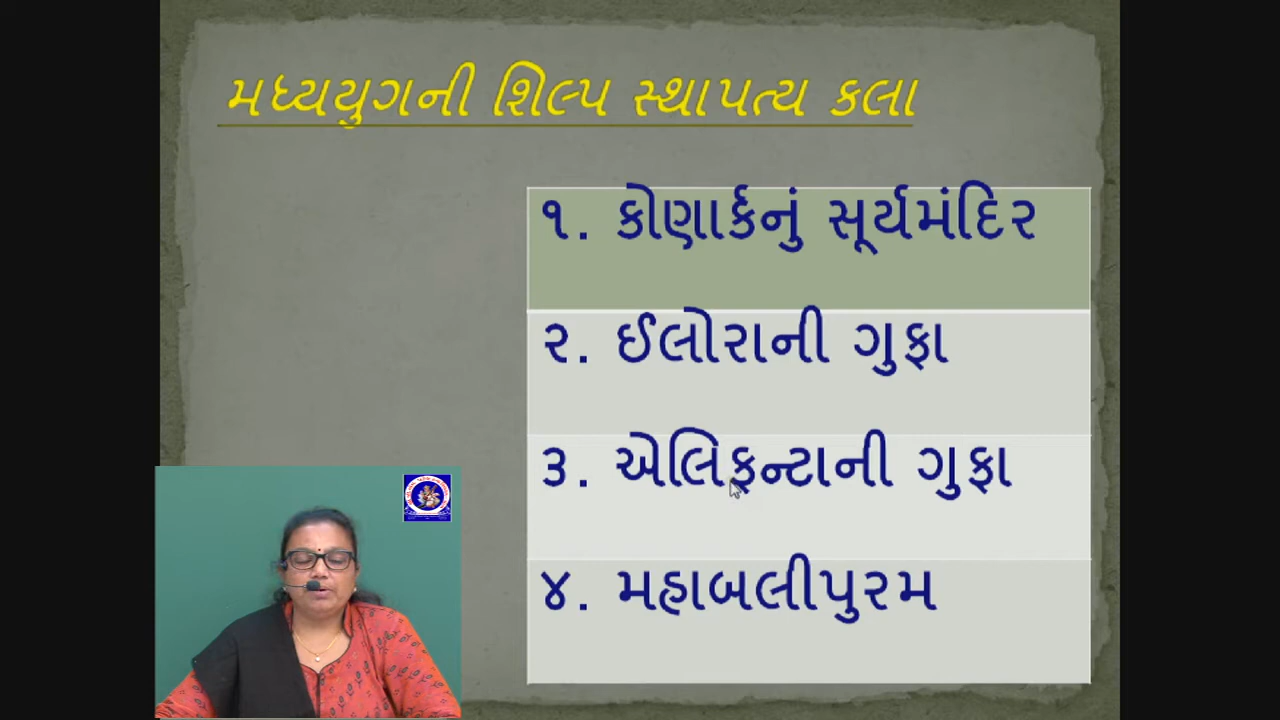 મધ્યયુગની શિલ્પ સ્થાપત્ય કલા
૧. કોણાર્કનું સૂર્યમંદિર
૨. ઈલોરાની ગુફા
૩. એલિફન્ટાની ગુફા
૪. મહાબલીપુરમ